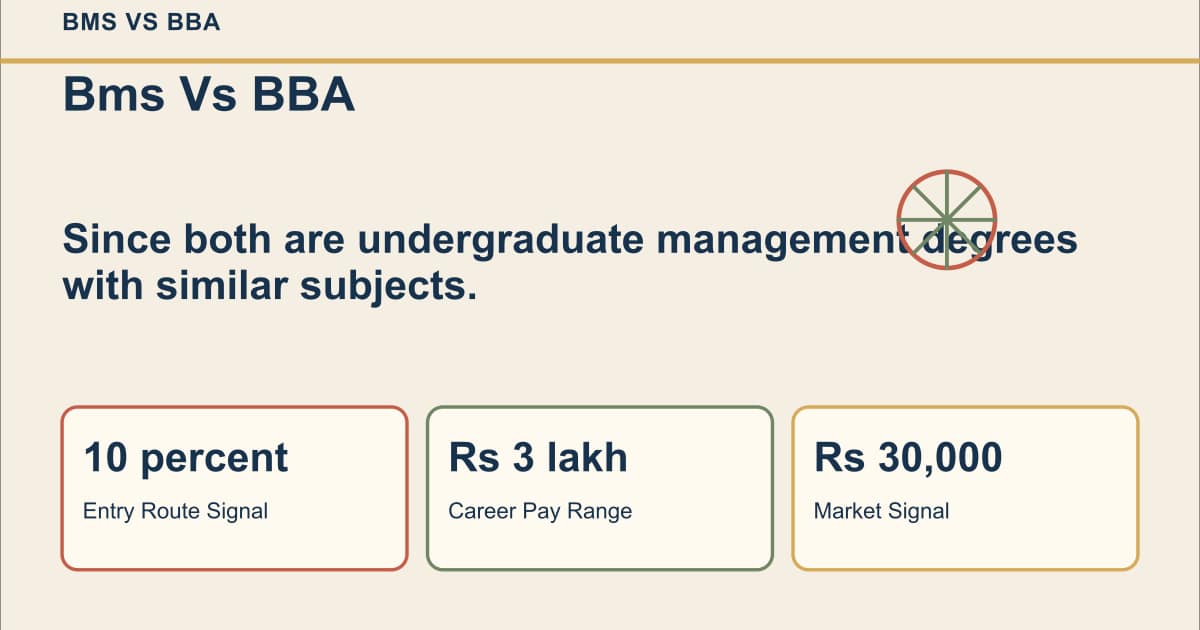 BMS VS BBA
Bms Vs BBA
Since both are undergraduate management degrees
with similar subjects.
10 percent
Entry Route Signal
Rs 3 lakh
Career Pay Range
Rs 30,000
Market Signal